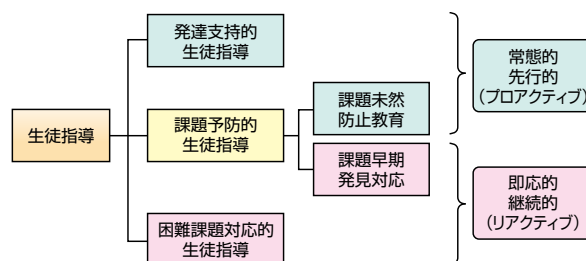 生徒指導
発達支持的
生徒指導
課題予防的
生徒指導
課題未然
防止教育
課題早期
発見対応
困難課題対応的
生徒指導
常態的
先行的
(プロアクティブ)
即応的
継続的
(リアクティブ)